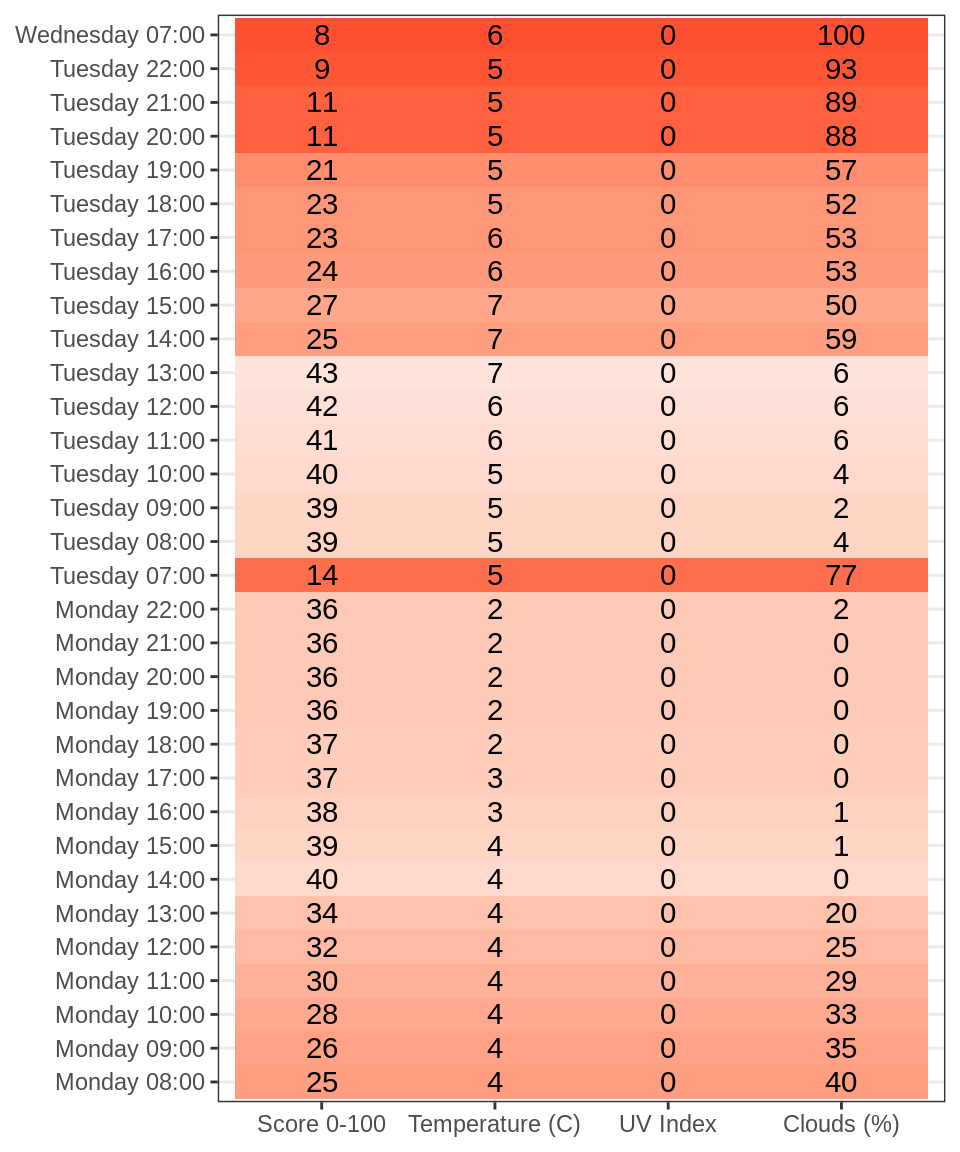 Wednesday 07:00 8 6 0 100
Tuesday 22:00 9 5 0 93
Tuesday 21:00 11 5 0 89
Tuesday 20:00 11 5 0 88
Tuesday 19:00 21 5 0 57
Tuesday 18:00 23 5 0 52
Tuesday 17:00 23 6 0 53
Tuesday 16:00 24 6 0 53
Tuesday 15:00 27 7 0 50
Tuesday 14:00 25 7 0 59
Tuesday 13:00 43 7 0 6
Tuesday 12:00 42 6 0 6
Tuesday 11:00 41 6 0 6
Tuesday 10:00 40 5 0 4
Tuesday 09:00 39 5 0 2
Tuesday 08:00 39 5 0 4
Tuesday 07:00 14 5 0 77
Monday 22:00 36 2 0 2
Monday 21:00 36 2 0 0
Monday 20:00 36 2 0 0
Monday 19:00 36 2 0 0
Monday 18:00 37 2 0 0
Monday 17:00 37 3 0 0
Monday 16:00 38 3 0 1
Monday 15:00 39 4 0 1
Monday 14:00 40 4 0 0
Monday 13:00 34 4 0 20
Monday 12:00 32 4 0 25
Monday 11:00 30 4 0 29
Monday 10:00 28 4 0 33
Monday 09:00 26 4 0 35
Monday 08:00 25 4 0 40
Score 0-100 Temperature (C) UV Index Clouds (%)